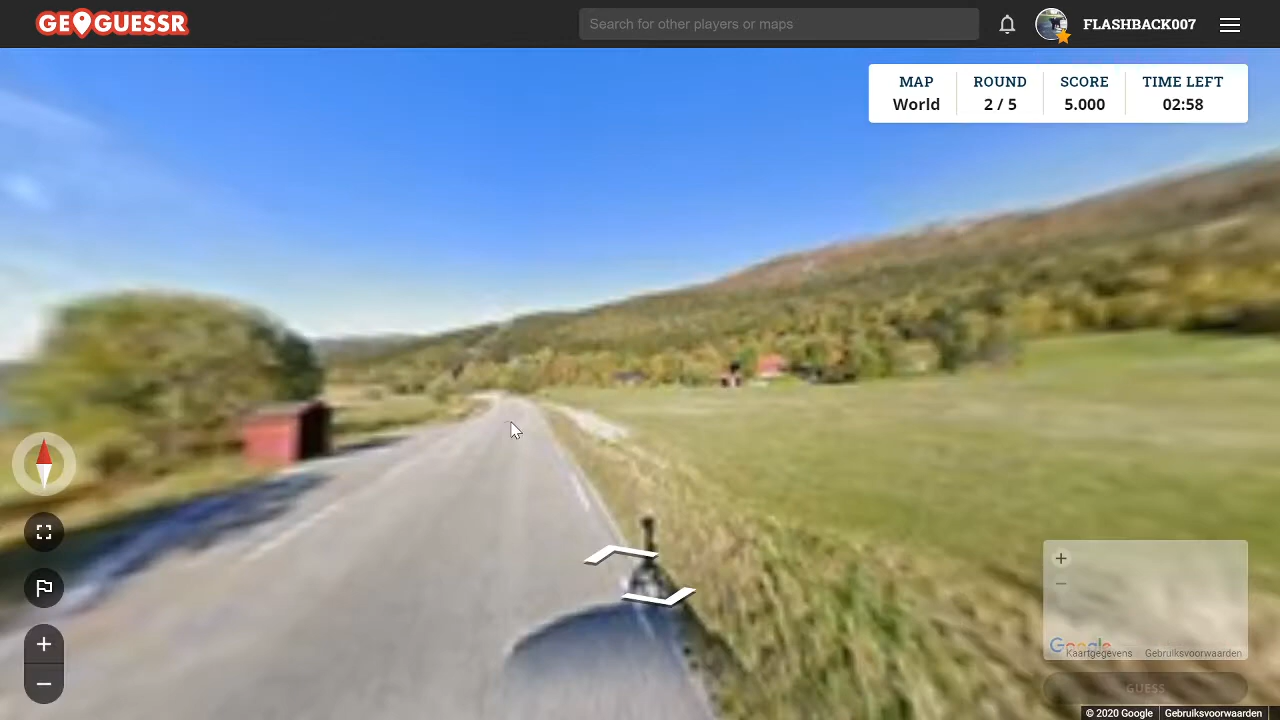 GEOGUESSR
Search for other players or maps
FLASHBACK007
MAP ROUND SCORE TIME LEFT
World 2 / 5 5.000 02:58
Google
Kaartgegevens Gebruiksvoorwaarden
GUESS
© 2020 Google Gebruiksvoorwaarden